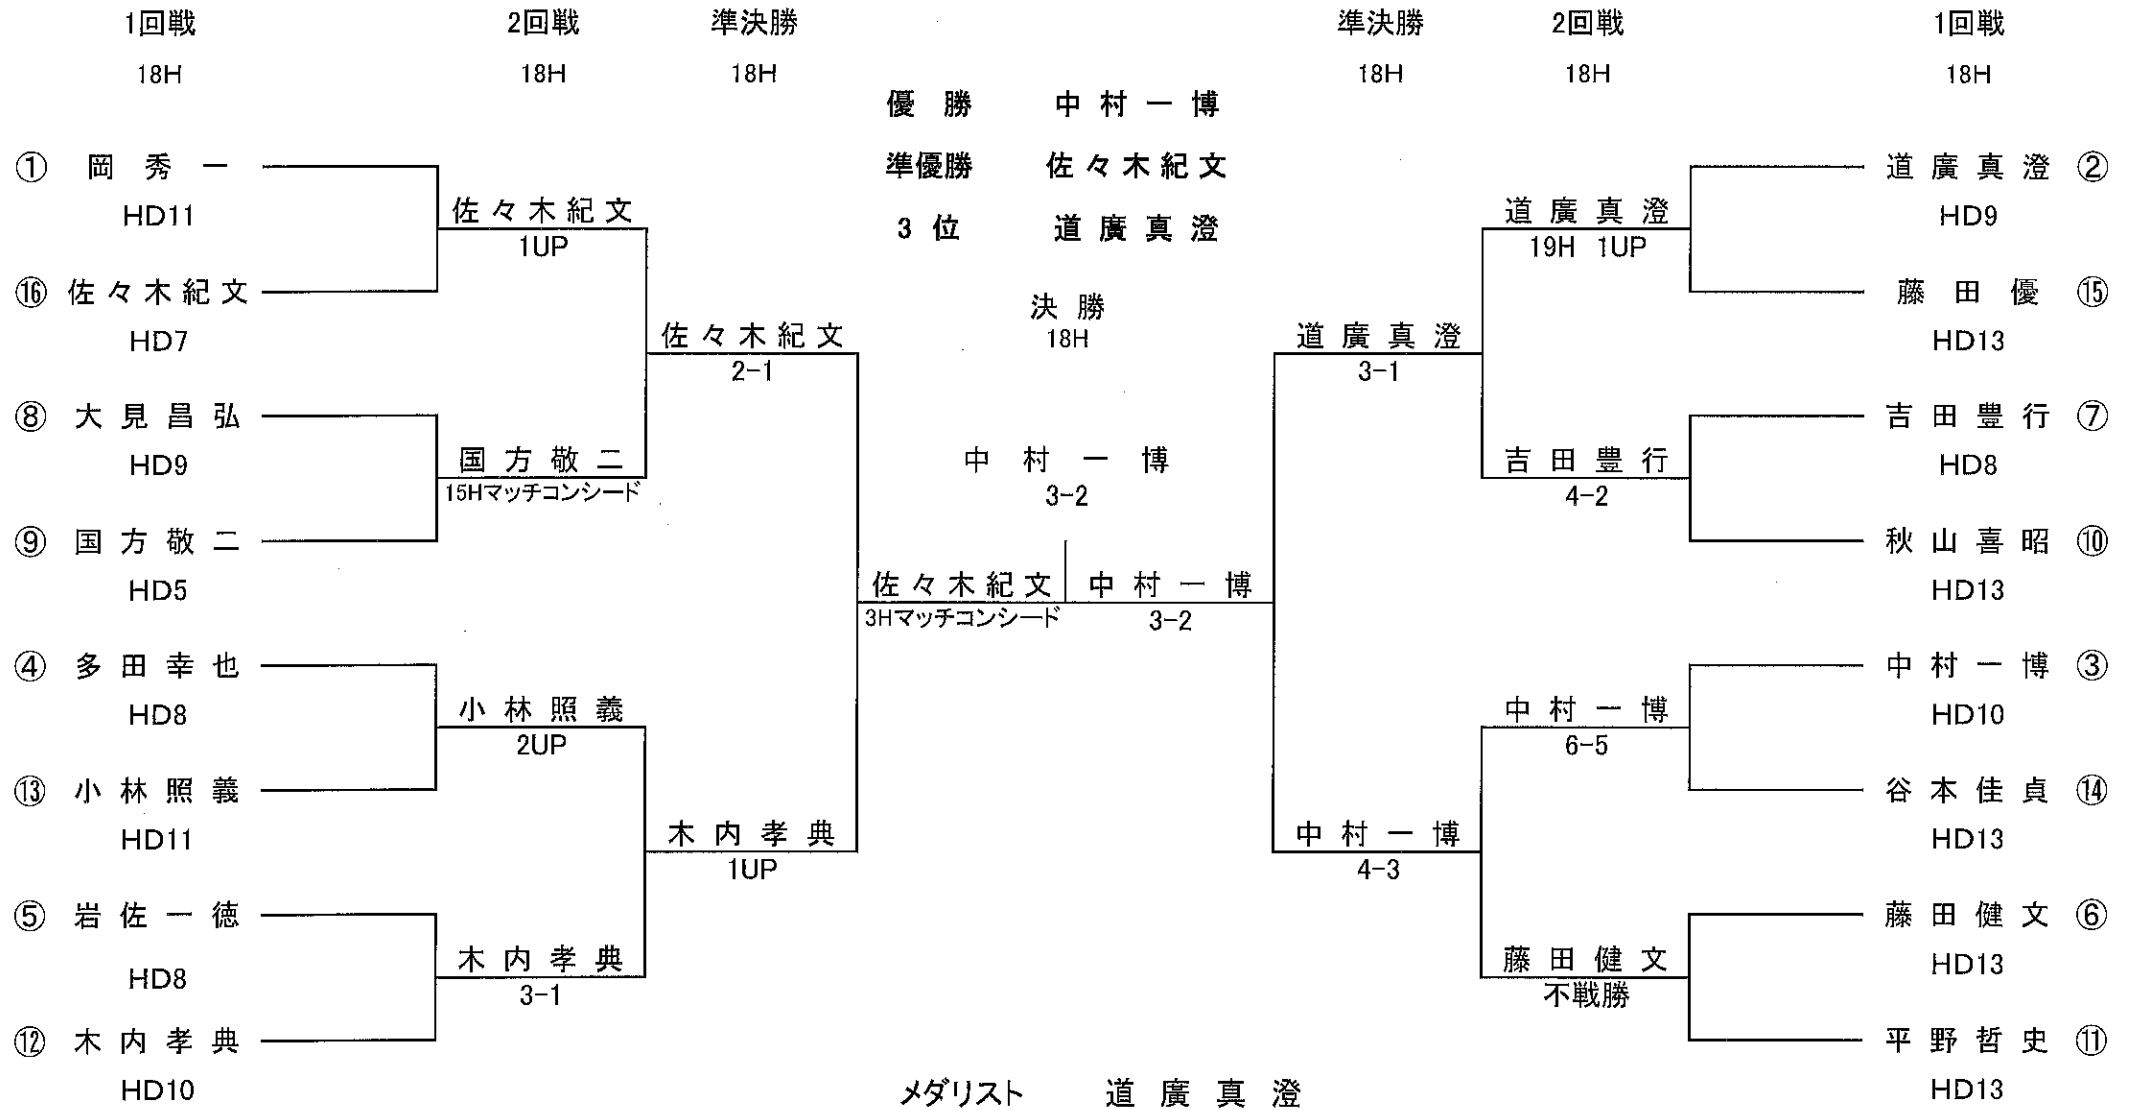 1回戦 2回戦 準決勝 準決勝 2回戦 1回戦
18H 18H 18H 18H 18H 18H
優勝 中村一博
準優勝 佐々木紀文
3位 道廣真澄
決勝
18H
中村一博
3-2
① 岡秀一
HD11
⑯ 佐々木紀文
HD7
⑧ 大見昌弘
HD9
⑨ 国方敬二
HD5
④ 多田幸也
HD8
⑬ 小林照義
HD11
⑤ 岩佐一徳
HD8
⑫ 木内孝典
HD10
佐々木紀文
1UP
国方敬二
15Hマッチコンシード
小林照義
2UP
木内孝典
3-1
佐々木紀文
2-1
木内孝典
1UP
佐々木紀文
3Hマッチコンシード
中村一博
3-2
道廣真澄
3-1
中村一博
4-3
道廣真澄
19H 1UP
吉田豊行
4-2
中村一博
6-5
藤田健文
不戦勝
道廣真澄 ②
HD9
藤田優 ⑮
HD13
吉田豊行 ⑦
HD8
秋山喜昭 ⑩
HD13
中村一博 ③
HD10
谷本佳貞 ⑭
HD13
藤田健文 ⑥
HD13
平野哲史 ⑪
HD13
メダリスト 道廣真澄